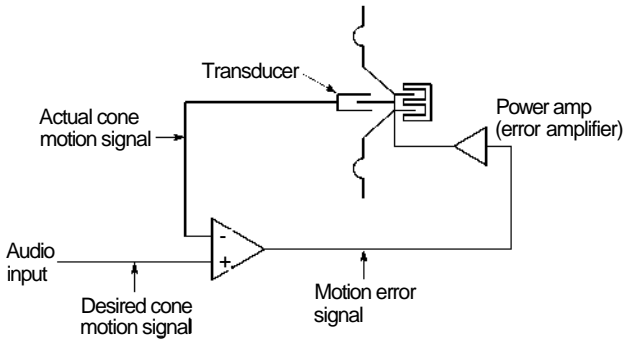 Transducer
Actual cone
motion signal
Power amp
(error amplifier)
-
+
Audio
input
Desired cone
motion signal
Motion error
signal